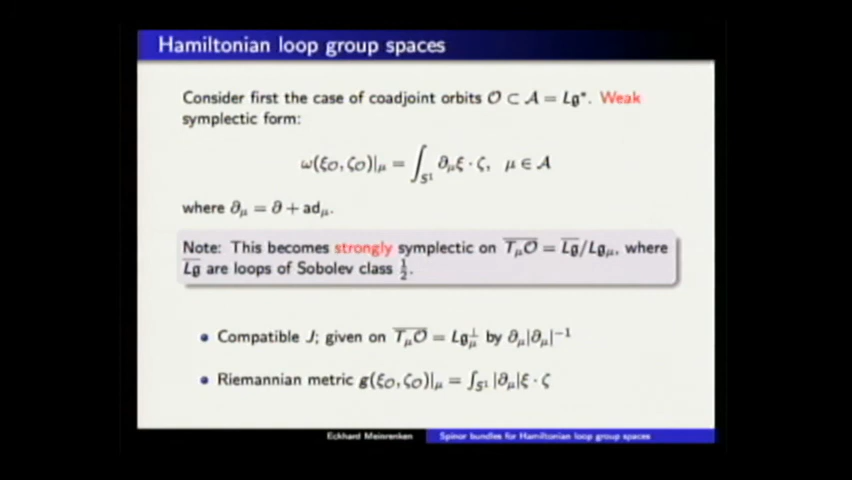 Hamiltonian loop group spaces
Consider first the case of coadjoint orbits 𝒪 ⊂ 𝒜 = L𝔤*. Weak
symplectic form:
ω(ξ_𝒪, ζ_𝒪)|_μ = ∫_{S¹} ∂_μξ · ζ, μ ∈ 𝒜
where ∂_μ = ∂ + ad_μ.
Note: This becomes strongly symplectic on \overline{T_μ𝒪} = \overline{L𝔤}/L𝔤_μ, where
\overline{L𝔤} are loops of Sobolev class ½.
• Compatible J; given on \overline{T_μ𝒪} = L𝔤_μ^⊥ by ∂_μ|∂_μ|⁻¹
• Riemannian metric g(ξ_𝒪, ζ_𝒪)|_μ = ∫_{S¹} |∂_μ|ξ · ζ
Eckhard Meinrenken Spinor bundles for Hamiltonian loop group spaces